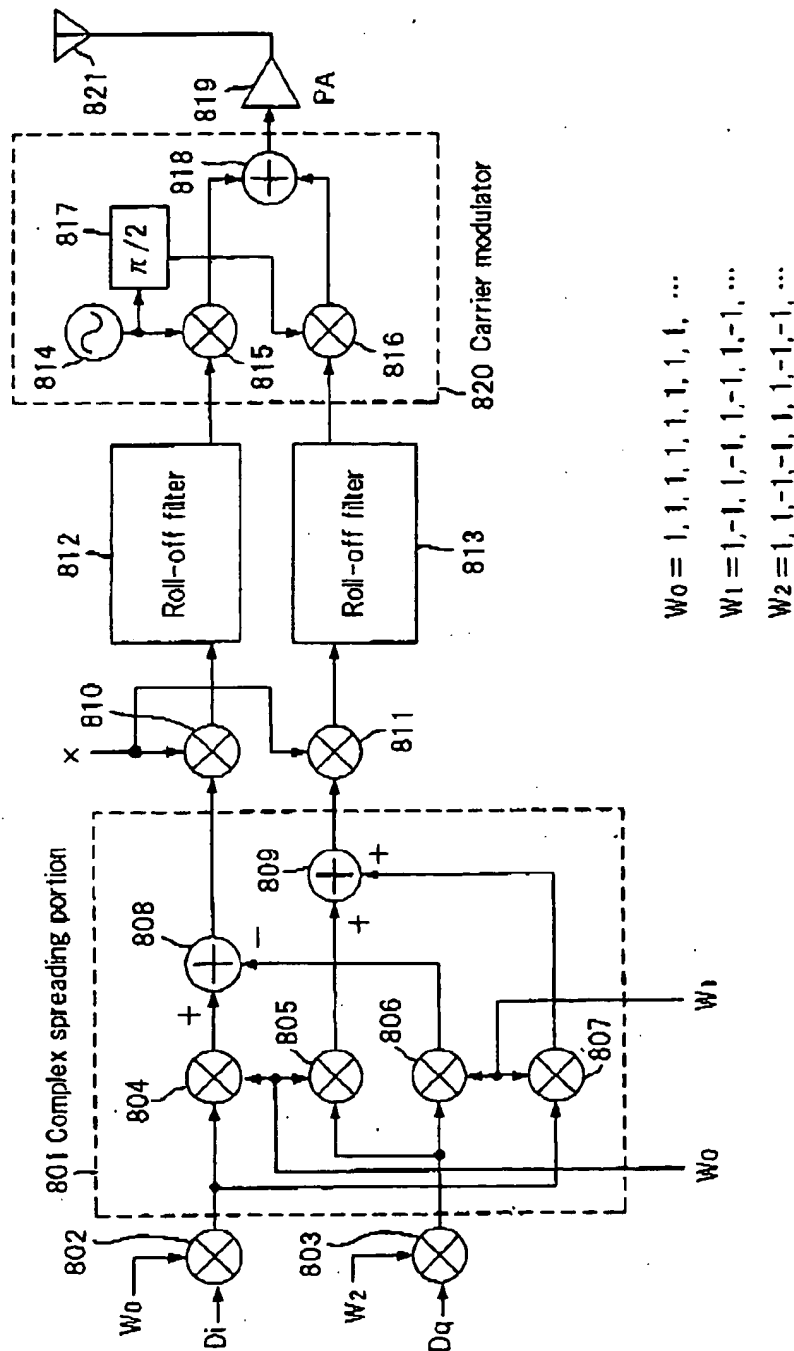 801 Complex spreading portion
W0
802
Di
W2
803
Dq
804
805
806
807
+
808
−
809
+
+
W0
W1
×
810
811
812
Roll-off filter
Roll-off filter
813
814
817
π/2
815
816
818
820 Carrier modulator
819
PA
821
W0 = 1, 1, 1, 1, 1, 1, 1, 1, ...
W1 = 1,-1, 1,-1, 1,-1, 1,-1, ...
W2 = 1, 1,-1,-1, 1, 1,-1,-1, ...